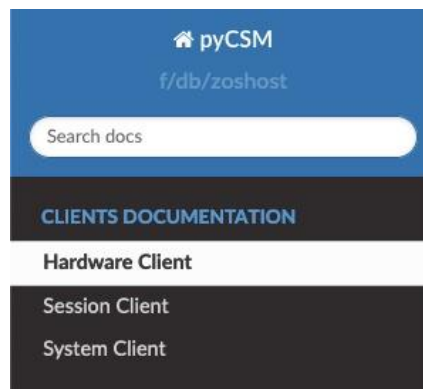 pyCSM
f/db/zoshost
Search docs
CLIENTS DOCUMENTATION
Hardware Client
Session Client
System Client